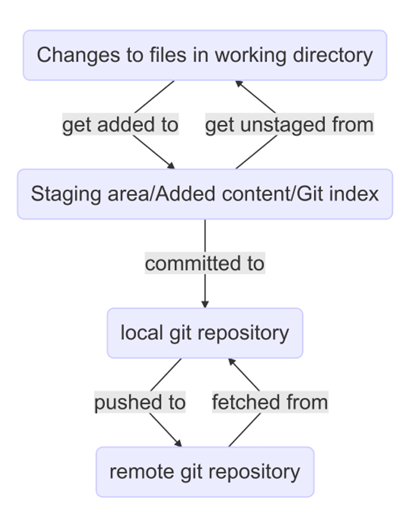 Changes to files in working directory
get added to
get unstaged from
Staging area/Added content/Git index
committed to
local git repository
pushed to
fetched from
remote git repository